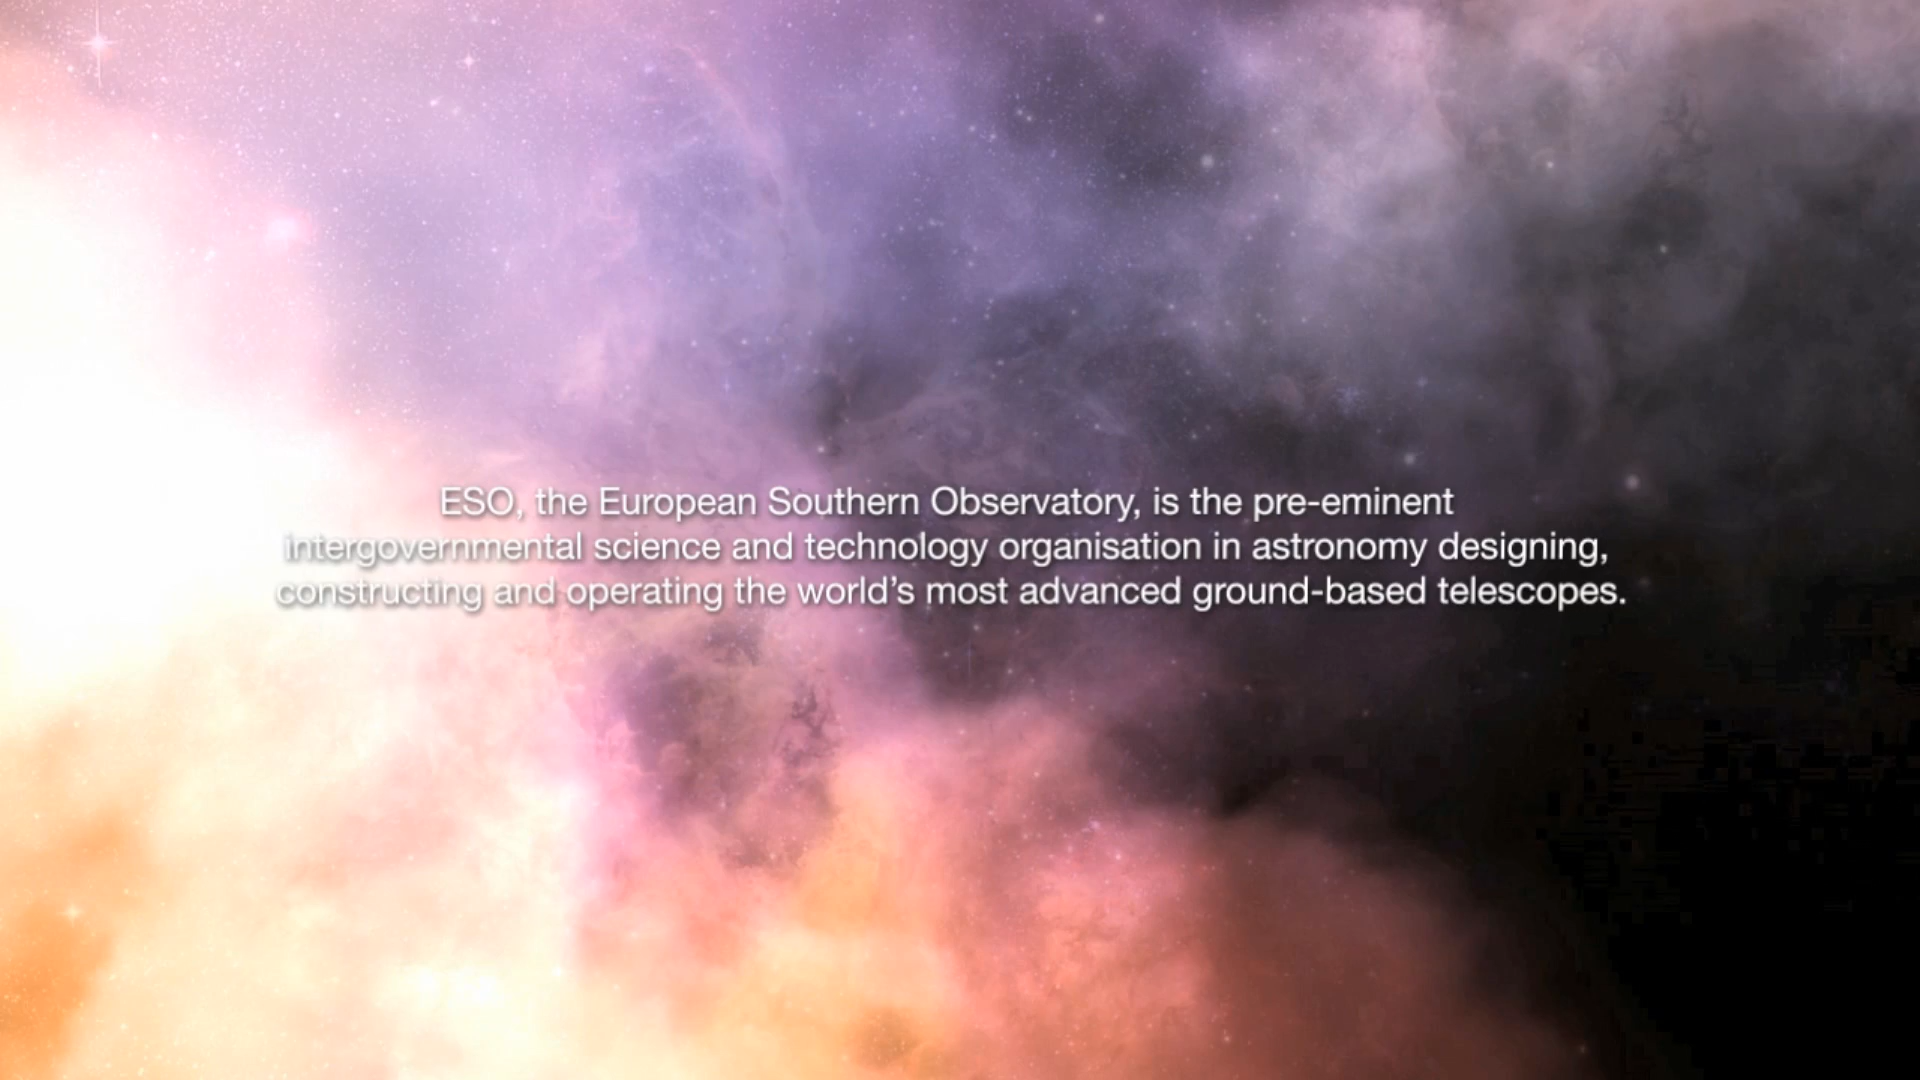 ESO, the European Southern Observatory, is the pre-eminent
intergovernmental science and technology organisation in astronomy designing,
constructing and operating the world’s most advanced ground-based telescopes.